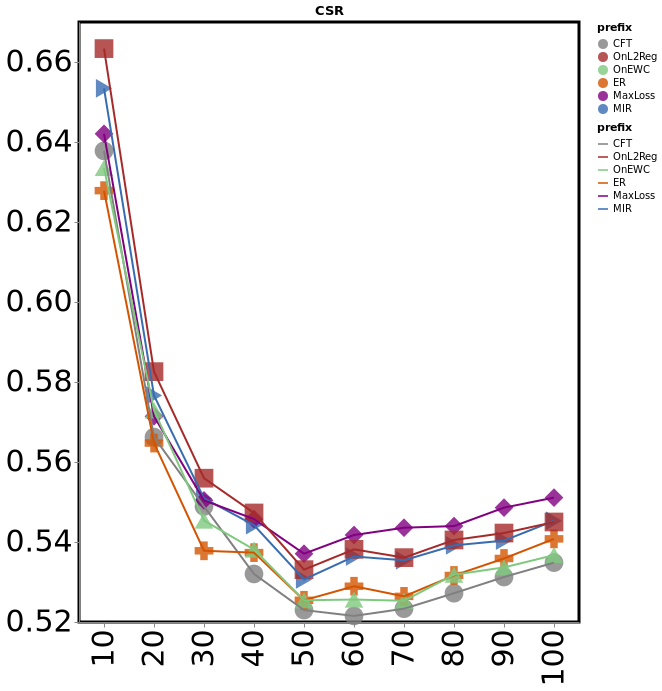 CSR
0.66
0.64
0.62
0.60
0.58
0.56
0.54
0.52
10
20
30
40
50
60
70
80
90
100
prefix
CFT
OnL2Reg
OnEWC
ER
MaxLoss
MIR
prefix
CFT
OnL2Reg
OnEWC
ER
MaxLoss
MIR